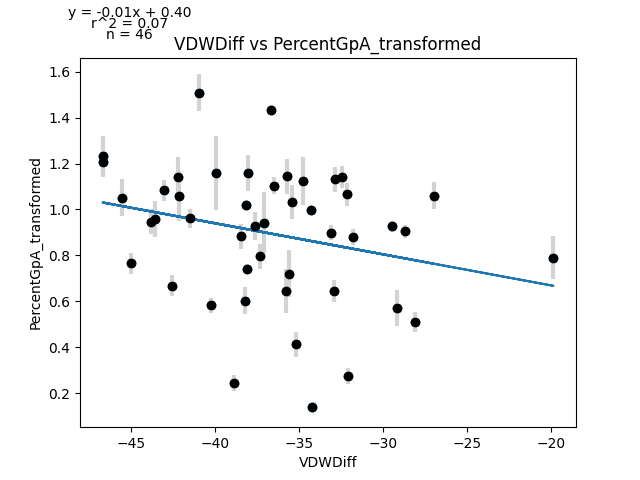 y = -0.01x + 0.40
r^2 = 0.07
n = 46
VDWDiff vs PercentGpA_transformed
1.6
1.4
1.2
1.0
0.8
0.6
0.4
0.2
PercentGpA_transformed
−45
−40
−35
−30
−25
−20
VDWDiff